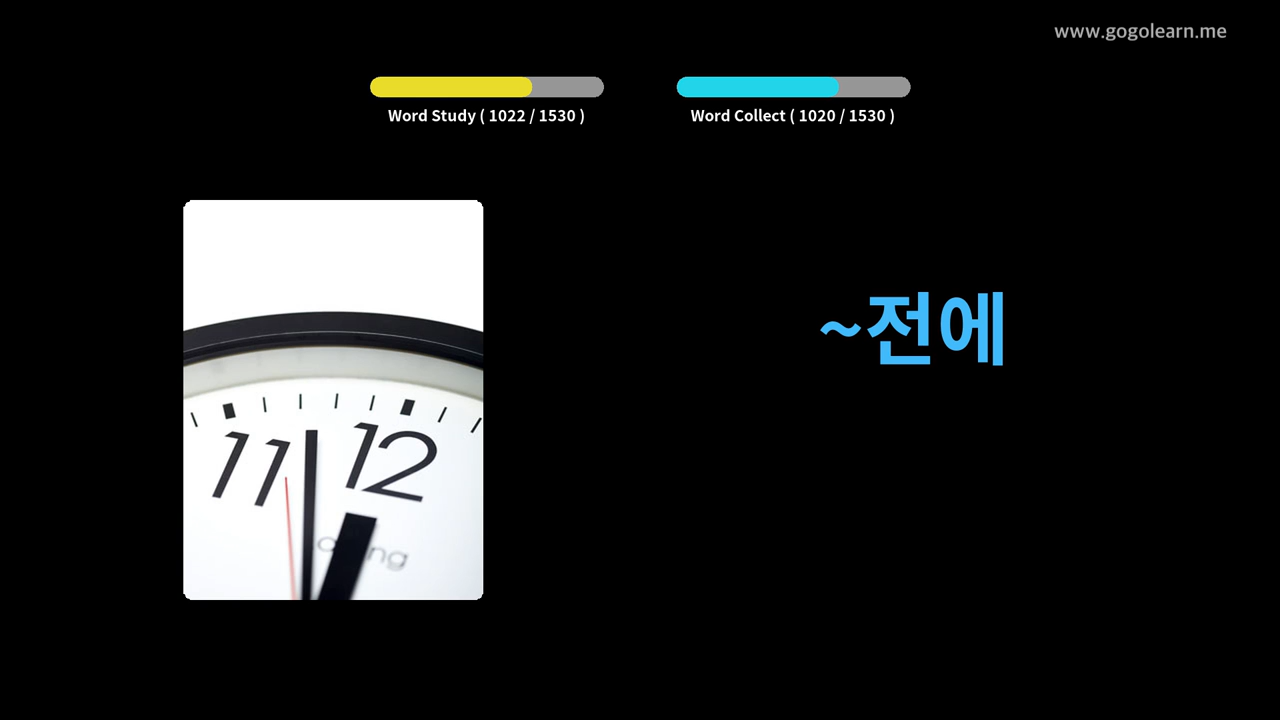 www.gogolearn.me
Word Study ( 1022 / 1530 )
Word Collect ( 1020 / 1530 )
~전에
11 12